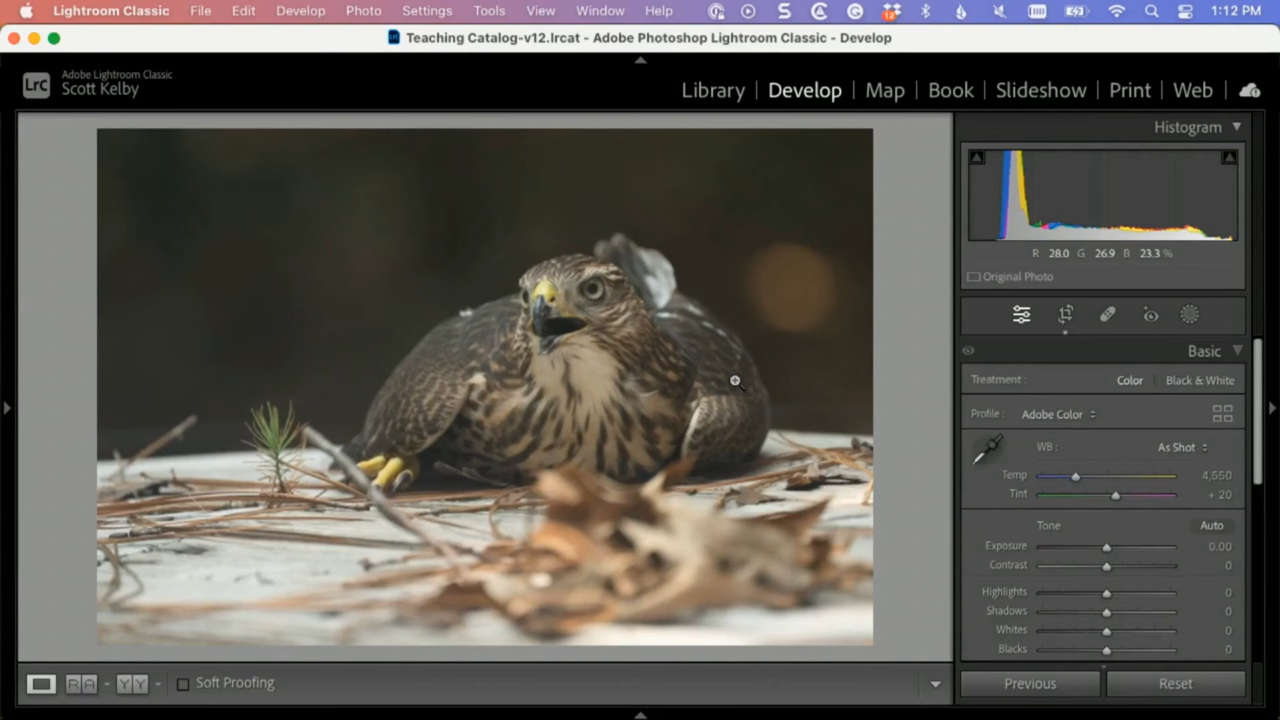 Lightroom Classic File Edit Develop Photo Settings Tools View Window Help 12 1:12 PM
Lrc Teaching Catalog-v12.lrcat - Adobe Photoshop Lightroom Classic - Develop
Lrc Adobe Lightroom Classic
Scott Kelby
Library | Develop | Map | Book | Slideshow | Print | Web |
Histogram
R 28.0 G 26.9 B 23.3 %
Original Photo
Basic
Treatment : Color Black & White
Profile : Adobe Color
WB : As Shot
Temp 4,550
Tint + 20
Tone Auto
Exposure 0.00
Contrast 0
Highlights 0
Shadows 0
Whites 0
Blacks 0
R A Y Y Soft Proofing
Previous Reset